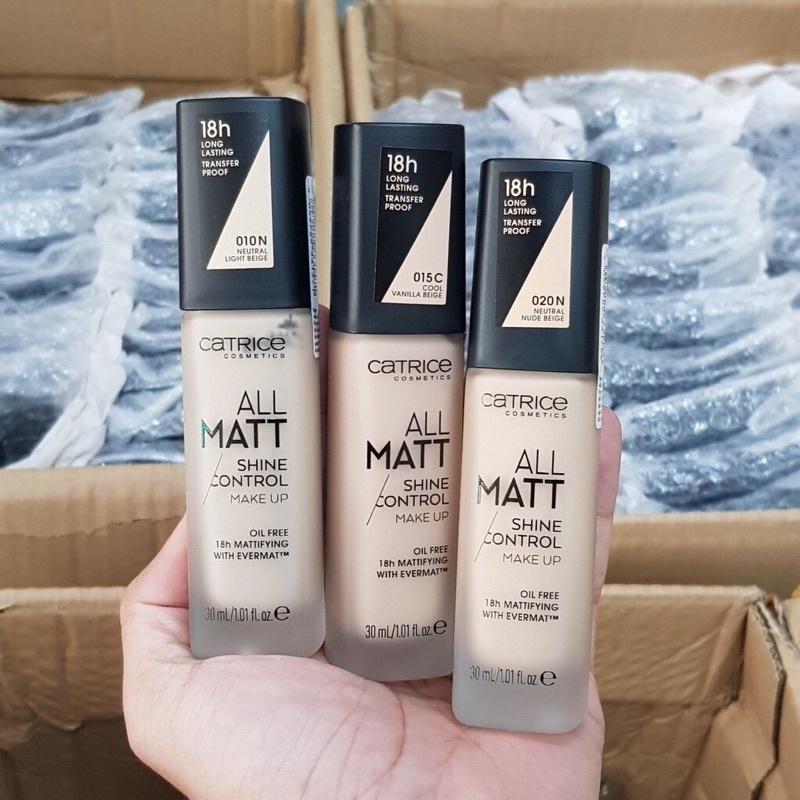 18h
LONG
LASTING
TRANSFER
PROOF
010 N
NEUTRAL
LIGHT BEIGE
CATRICE
COSMETICS
ALL
MATT
SHINE
CONTROL
MAKE UP
OIL FREE
18h MATTIFYING
WITH EVERMAT™
30 mL/1.01 fl.oz.℮
18h
LONG
LASTING
TRANSFER
PROOF
015 C
COOL
VANILLA BEIGE
CATRICE
COSMETICS
ALL
MATT
SHINE
CONTROL
MAKE UP
OIL FREE
18h MATTIFYING
WITH EVERMAT™
30 mL/1.01 fl.oz.℮
18h
LONG
LASTING
TRANSFER
PROOF
020 N
NEUTRAL
NUDE BEIGE
CATRICE
COSMETICS
ALL
MATT
SHINE
CONTROL
MAKE UP
OIL FREE
18h MATTIFYING
WITH EVERMAT™
30 mL/1.01 fl.oz.℮